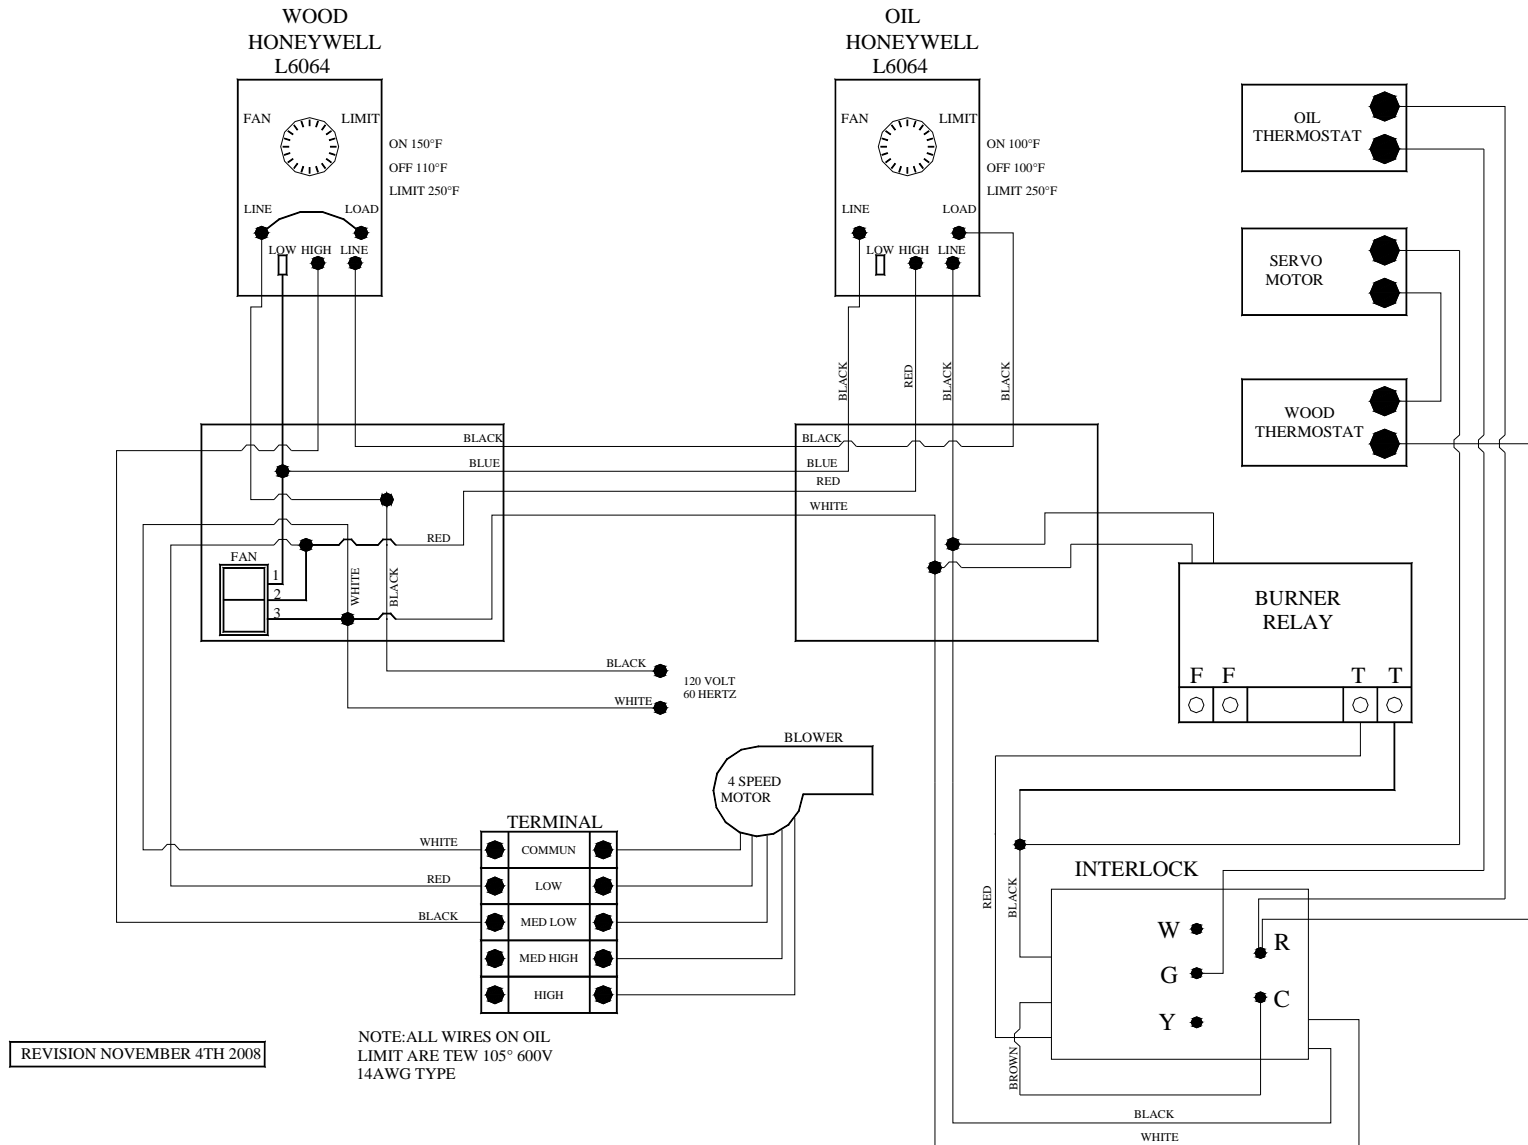 WOOD
HONEYWELL
L6064
FAN
LIMIT
ON 150°F
OFF 110°F
LIMIT 250°F
LINE
LOAD
LOW
HIGH
LINE
OIL
HONEYWELL
L6064
FAN
LIMIT
ON 100°F
OFF 100°F
LIMIT 250°F
LINE
LOAD
LOW
HIGH
LINE
OIL
THERMOSTAT
SERVO
MOTOR
WOOD
THERMOSTAT
BLACK
RED
BLACK
BLACK
BLACK
BLUE
BLACK
BLUE
RED
WHITE
RED
FAN
1
2
3
WHITE
BLACK
BLACK
WHITE
120 VOLT
60 HERTZ
BURNER
RELAY
F
F
T
T
BLOWER
4 SPEED
MOTOR
TERMINAL
WHITE
COMMUN
RED
LOW
BLACK
MED LOW
MED HIGH
HIGH
INTERLOCK
RED
BLACK
BROWN
W
R
G
C
Y
BLACK
WHITE
NOTE:ALL WIRES ON OIL
LIMIT ARE TEW 105° 600V
14AWG TYPE
REVISION NOVEMBER 4TH 2008